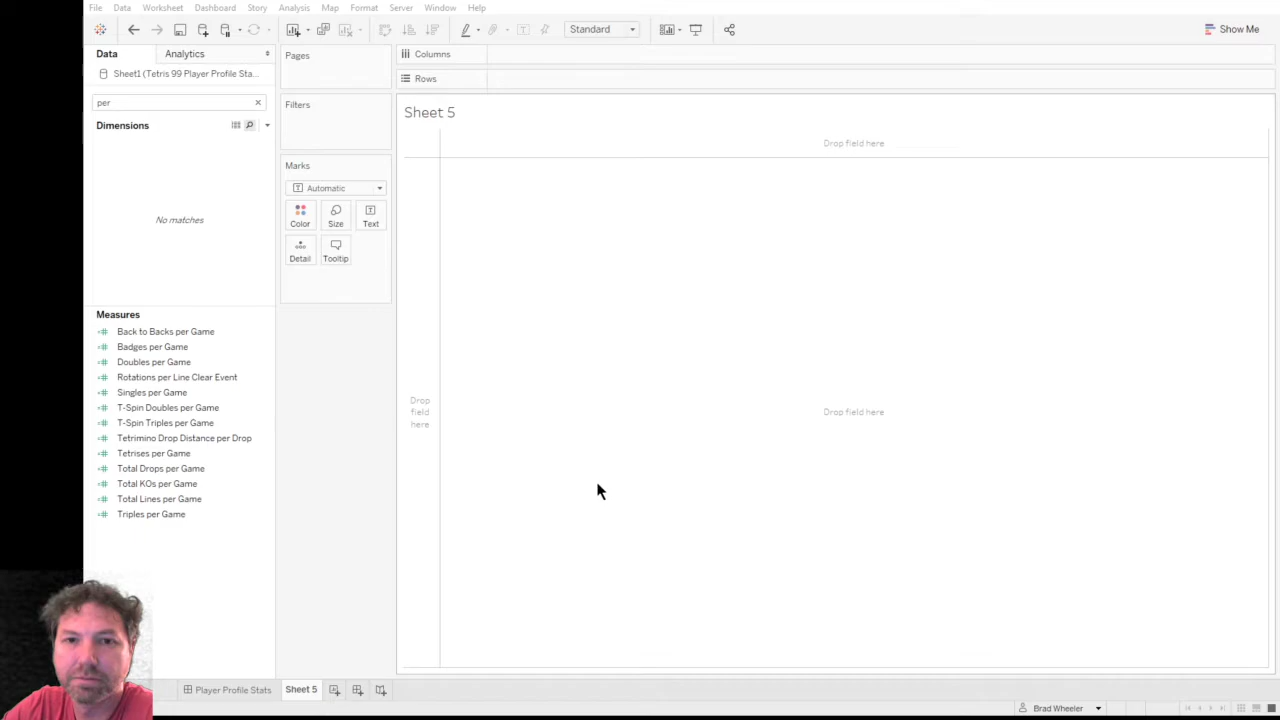 File Data Worksheet Dashboard Story Analysis Map Format Server Window Help
Standard
Show Me
Data Analytics
Sheet1 (Tetris 99 Player Profile Sta...
per
Dimensions
No matches
Measures
Back to Backs per Game
Badges per Game
Doubles per Game
Rotations per Line Clear Event
Singles per Game
T-Spin Doubles per Game
T-Spin Triples per Game
Tetrimino Drop Distance per Drop
Tetrises per Game
Total Drops per Game
Total KOs per Game
Total Lines per Game
Triples per Game
Pages
Filters
Marks
Automatic
Color Size Text
Detail Tooltip
Columns
Rows
Sheet 5
Drop field here
Drop
field
here
Drop field here
Player Profile Stats Sheet 5
Brad Wheeler